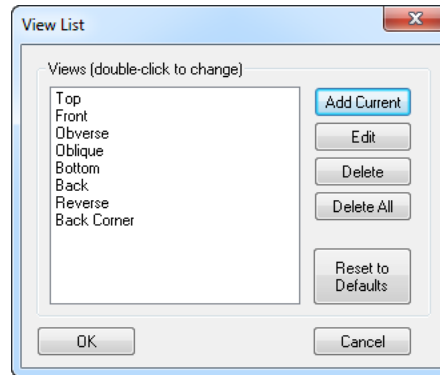 View List
Views (double-click to change)
Top
Front
Obverse
Oblique
Bottom
Back
Reverse
Back Corner
Add Current
Edit
Delete
Delete All
Reset to
Defaults
OK
Cancel